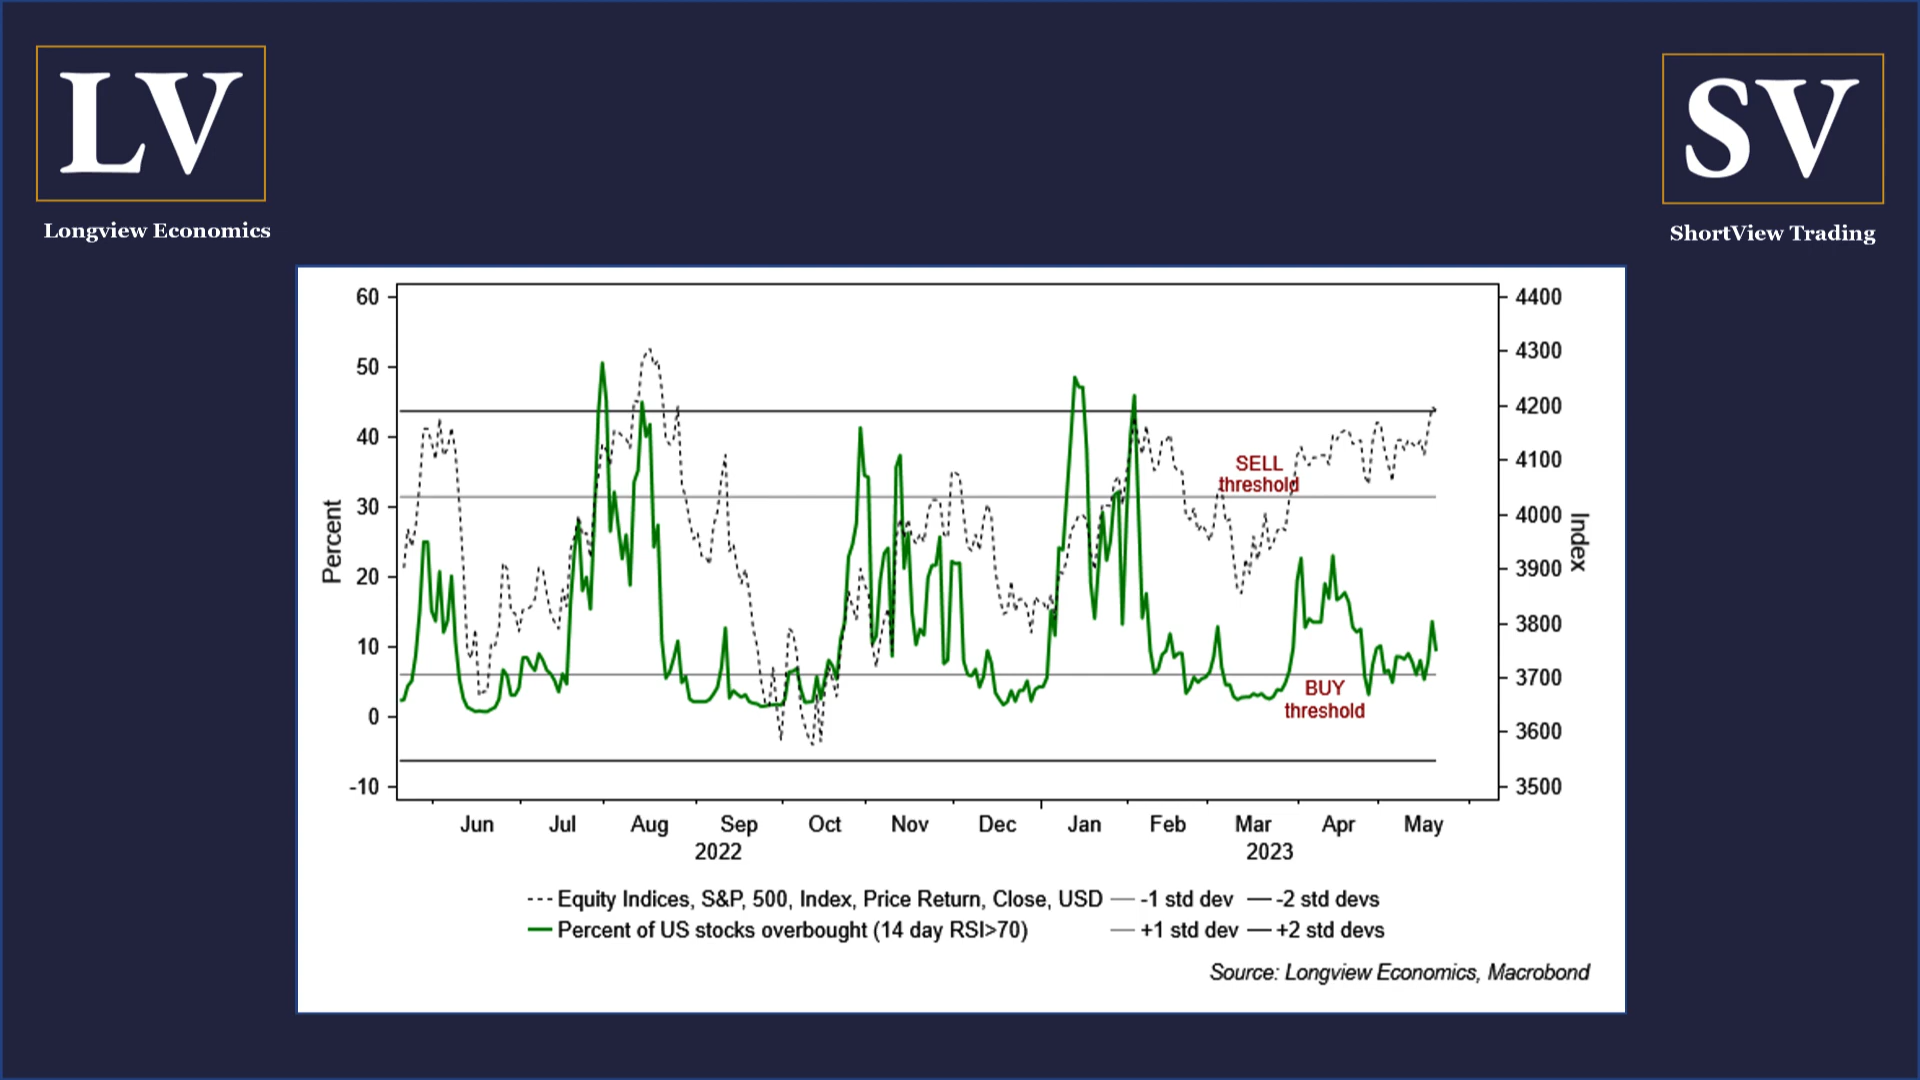 LV
Longview Economics
SV
ShortView Trading
60
50
40
30
20
10
0
-10
Percent
4400
4300
4200
4100
4000
3900
3800
3700
3600
3500
Index
SELL
threshold
BUY
threshold
Jun Jul Aug Sep Oct Nov Dec Jan Feb Mar Apr May
2022 2023
Equity Indices, S&P, 500, Index, Price Return, Close, USD -1 std dev -2 std devs
Percent of US stocks overbought (14 day RSI>70) +1 std dev +2 std devs
Source: Longview Economics, Macrobond